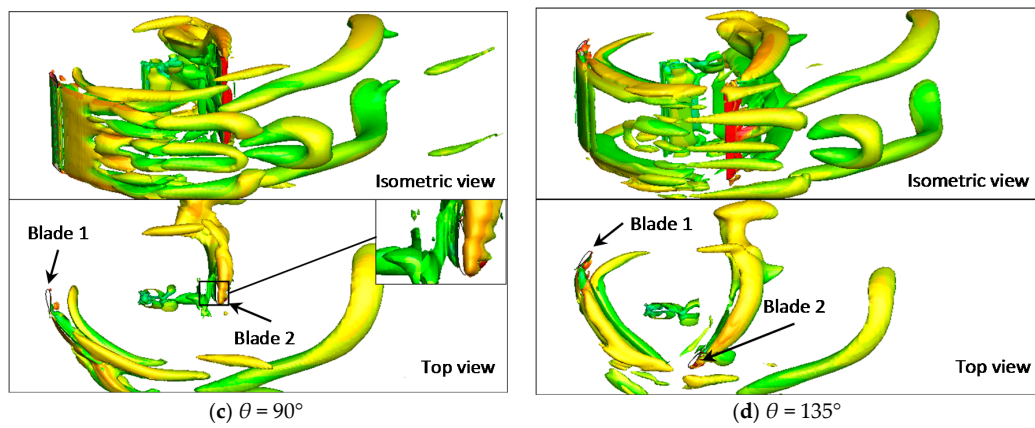 Isometric view
Isometric view
Blade 1
Blade 2
Top view
Blade 1
Blade 2
Top view
(c) θ = 90°
(d) θ = 135°